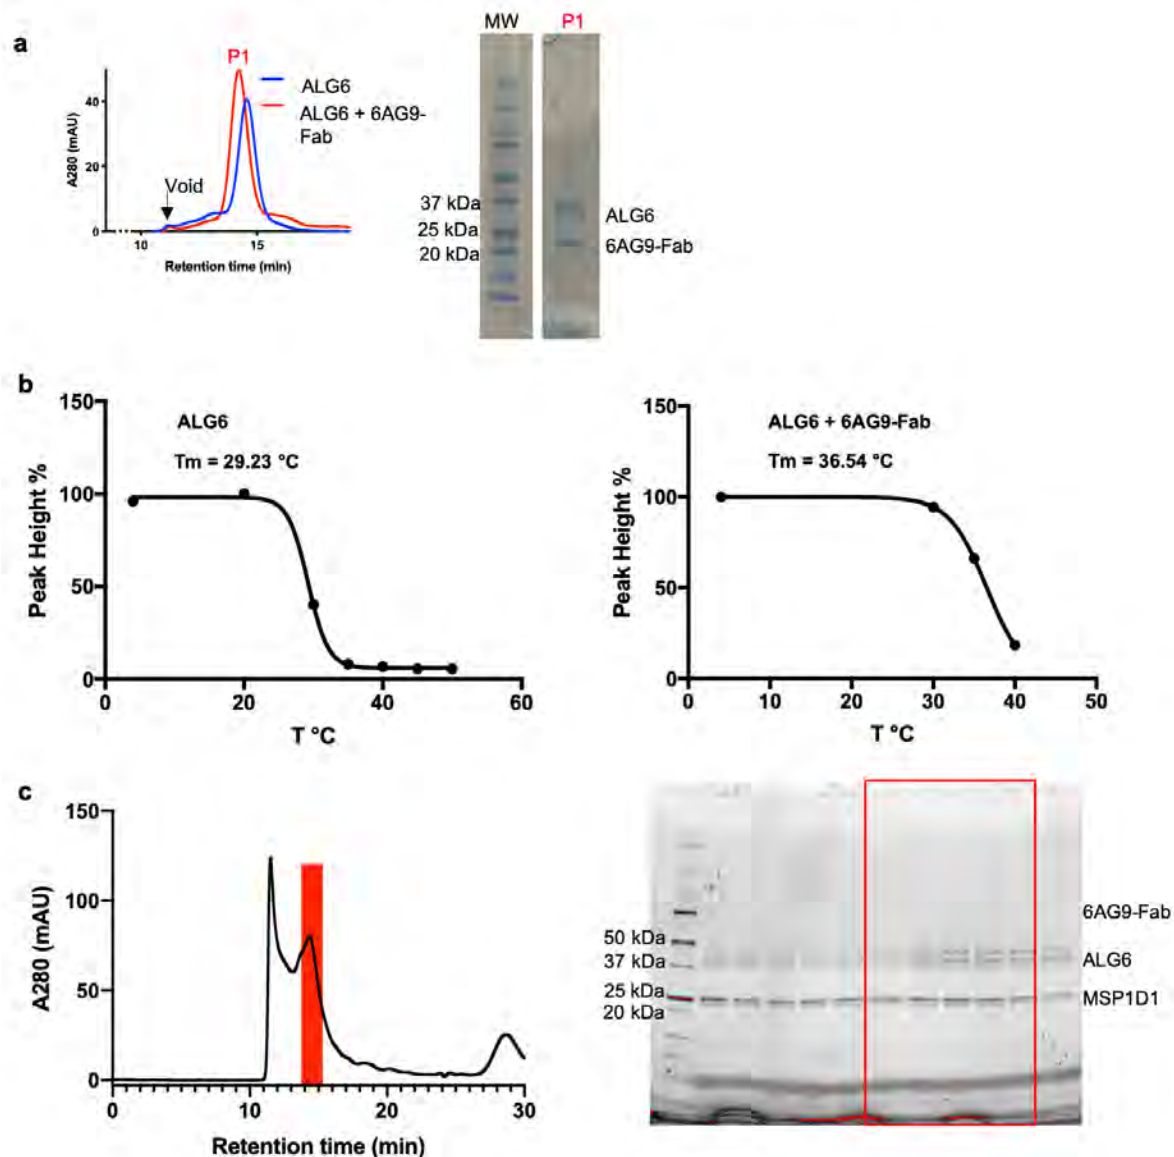 a
P1
ALG6
ALG6 + 6AG9-
Fab
Void
A280 (mAU)
40
20
0
10
15
Retention time (min)
MW
P1
37 kDa
25 kDa
20 kDa
ALG6
6AG9-Fab
b
ALG6
Tm = 29.23 °C
Peak Height %
150
100
50
0
0
20
40
60
T °C
ALG6 + 6AG9-Fab
Tm = 36.54 °C
Peak Height %
150
100
50
0
0
10
20
30
40
50
T °C
c
A280 (mAU)
150
100
50
0
0
10
20
30
Retention time (min)
50 kDa
37 kDa
25 kDa
20 kDa
6AG9-Fab
ALG6
MSP1D1